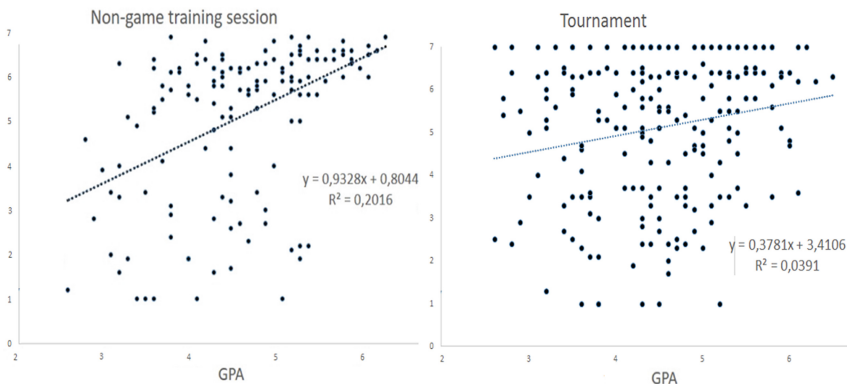 Non-game training session
7
6
5
4
3
2
1
0
2 3 4 5 6
GPA
y = 0,9328x + 0,8044
R² = 0,2016
Tournament
7
6
5
4
3
2
1
0
2 3 4 5 6
GPA
y = 0,3781x + 3,4106
R² = 0,0391